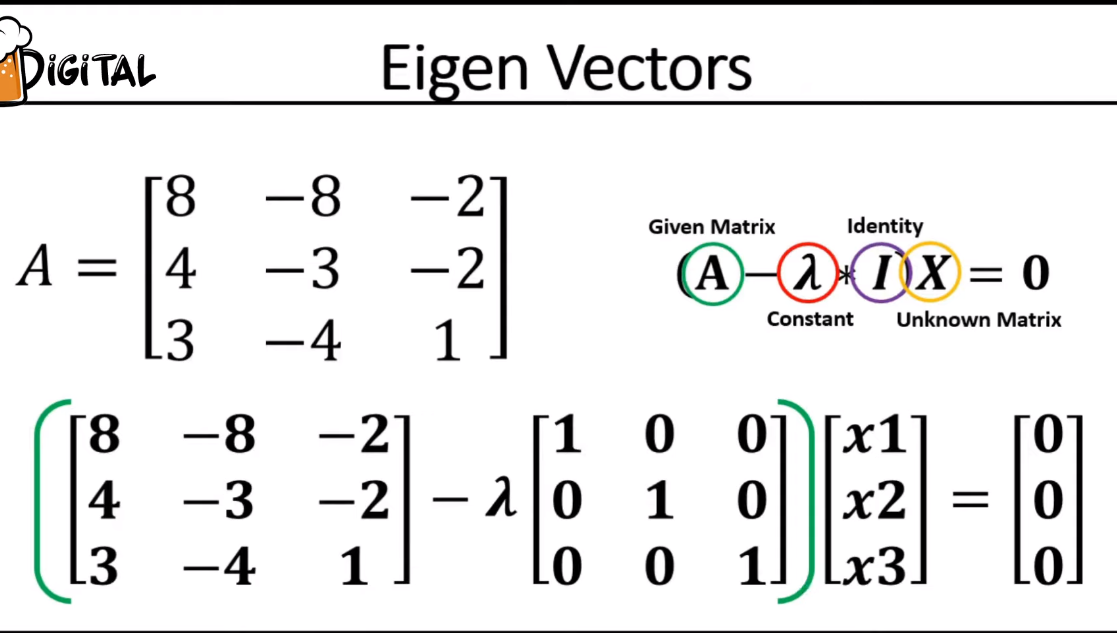 DiGiTAL
Eigen Vectors
A = [8 −8 −2
4 −3 −2
3 −4 1]
Given Matrix Identity
(A − λ * I)X = 0
Constant Unknown Matrix
([8 −8 −2
4 −3 −2
3 −4 1] − λ [1 0 0
0 1 0
0 0 1]) [x1
x2
x3] = [0
0
0]